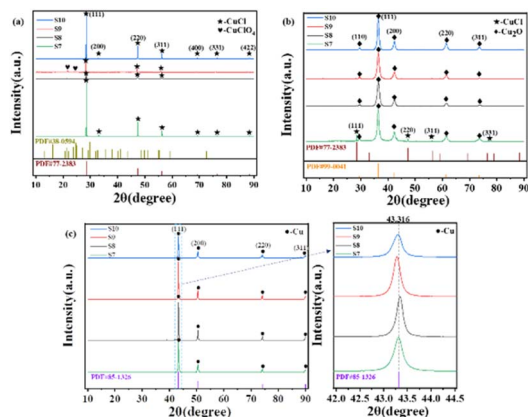 (a)
S10
S9
S8
S7
(111)
★-CuCl
♥-CuClO4
(200)
(220)
(311)
(400)
(331)
(422)
Intensity(a.u.)
PDF#77-2383
10 20 30 40 50 60 70 80 90
2θ(degree)
(b)
S10
S9
S8
S7
★-CuCl
◆-Cu2O
(110)
(111)
(200)
(220)
(311)
(111)
(220)
(311)
(331)
Intensity(a.u.)
PDF#77-2383
PDF#99-0041
10 20 30 40 50 60 70 80 90
2θ(degree)
(c)
S10
S9
S8
S7
(111)
(200)
(220)
(311)
●-Cu
Intensity(a.u.)
PDF#85-1326
10 20 30 40 50 60 70 80 90
2θ(degree)
43.316
S10
S9
S8
S7
Intensity(a.u.)
PDF#85-1326
42.0 42.5 43.0 43.5 44.0 44.5
2θ(degree)